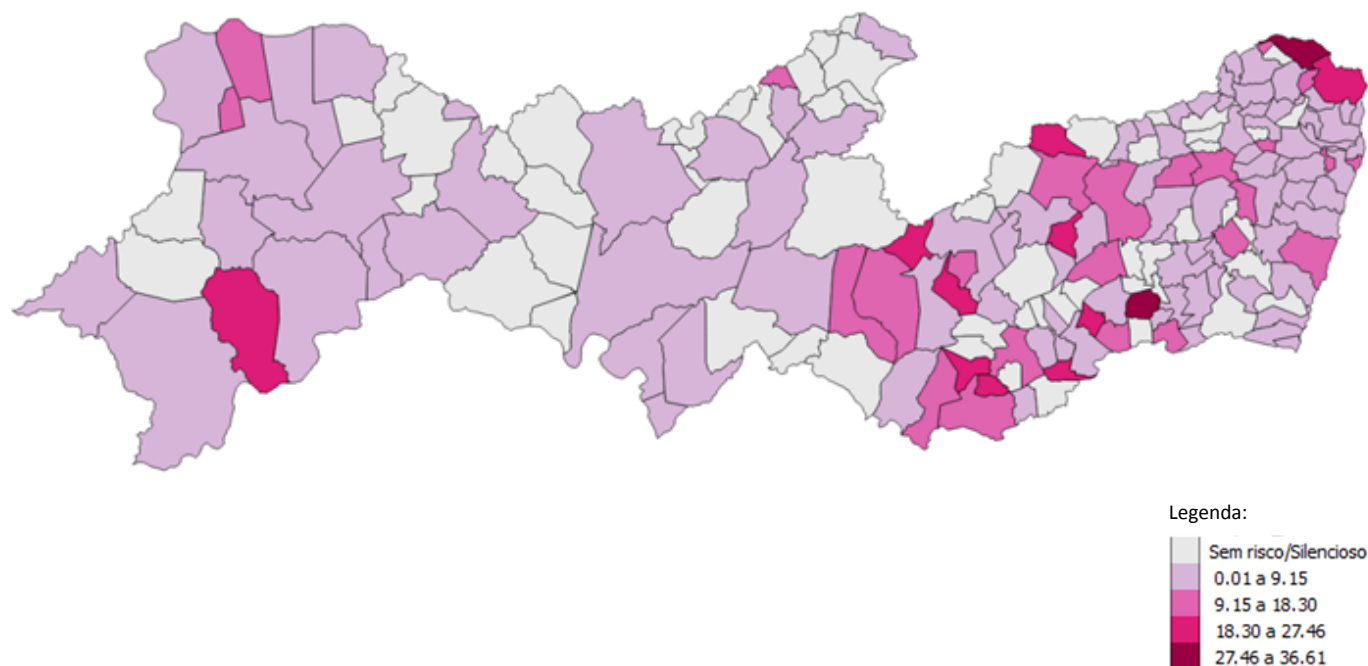 Legenda:
Sem risco/Silencioso
0.01 a 9.15
9.15 a 18.30
18.30 a 27.46
27.46 a 36.61